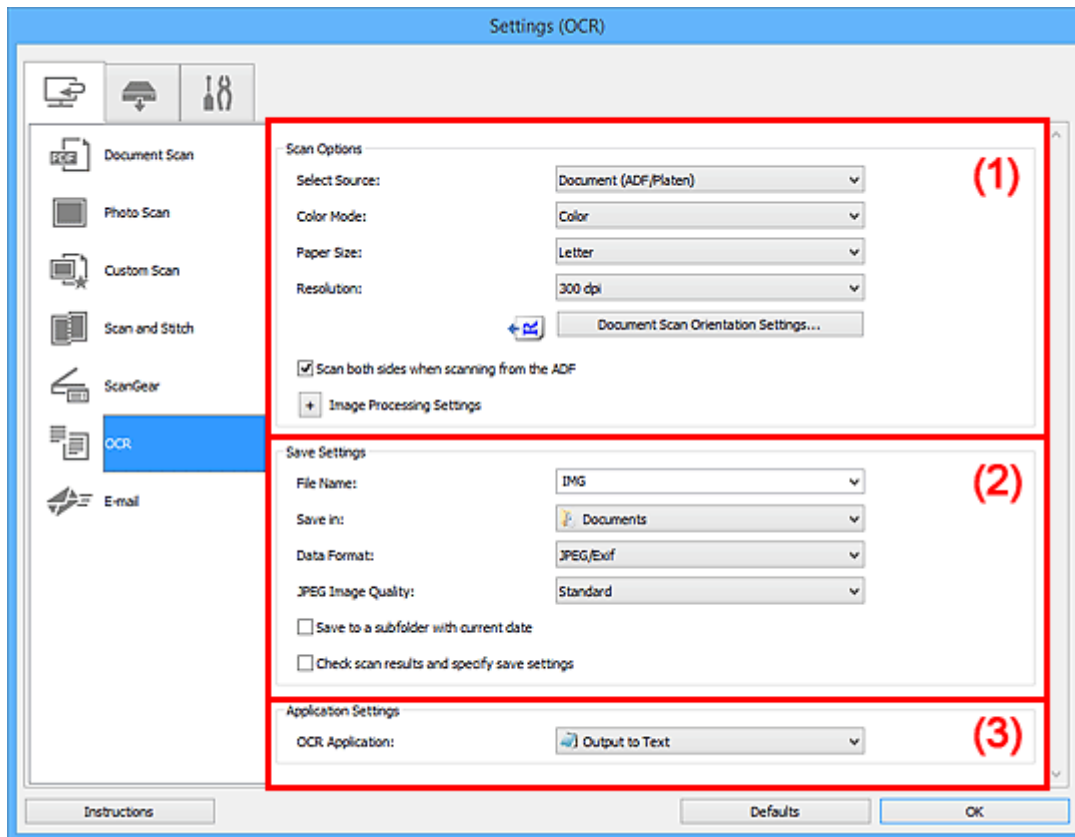 Settings (OCR)
Document Scan
Photo Scan
Custom Scan
Scan and Stitch
ScanGear
OCR
E-mail
Scan Options
(1)
Select Source: Document (ADF/Platen)
Color Mode: Color
Paper Size: Letter
Resolution: 300 dpi
R Document Scan Orientation Settings...
Scan both sides when scanning from the ADF
+ Image Processing Settings
Save Settings
(2)
File Name: IMG
Save in: Documents
Data Format: JPEG/Exif
JPEG Image Quality: Standard
Save to a subfolder with current date
Check scan results and specify save settings
Application Settings
(3)
OCR Application: Output to Text
Instructions Defaults OK